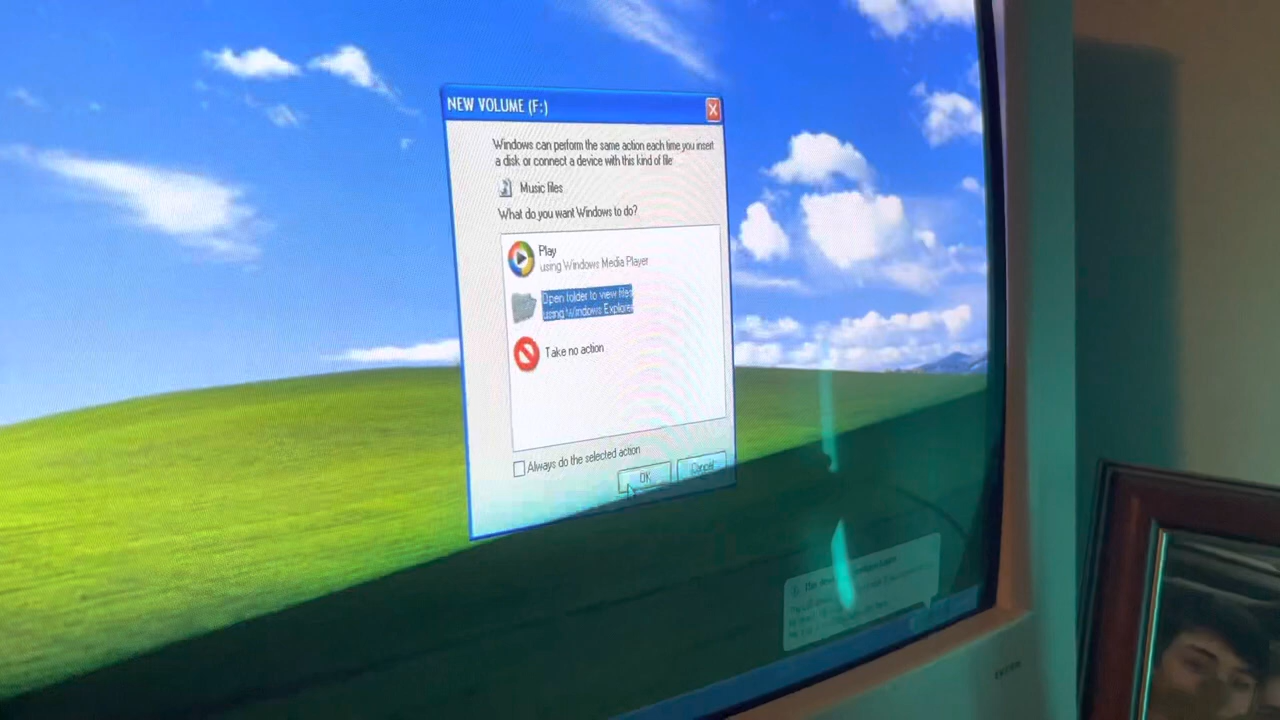 NEW VOLUME (F:)
Windows can perform the same action each time you insert
a disk or connect a device with this kind of file:
Music files
What do you want Windows to do?
Play
using Windows Media Player
Open folder to view files
using Windows Explorer
Take no action
Always do the selected action
OK
Cancel